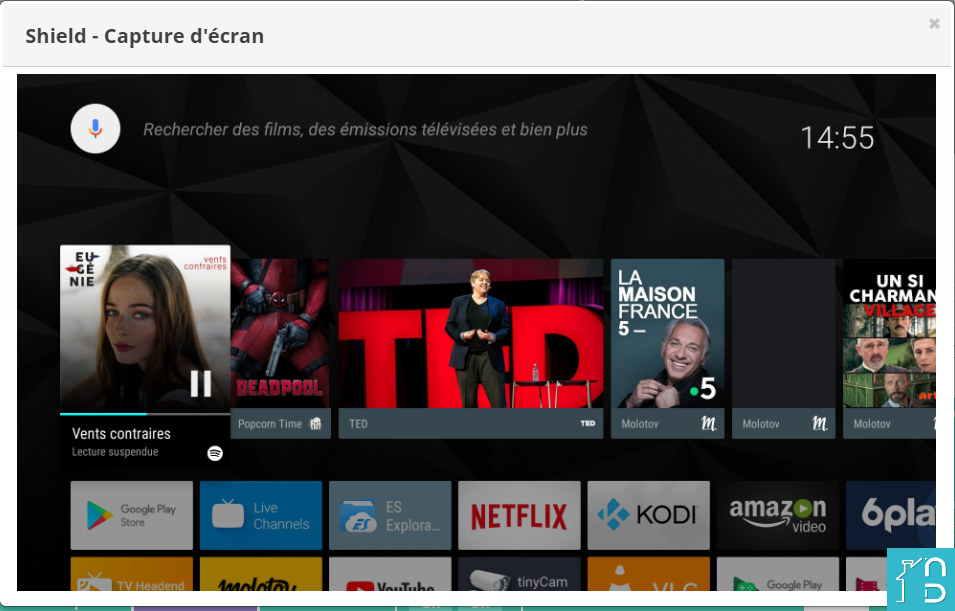 Shield - Capture d'écran
×
Rechercher des films, des émissions télévisées et bien plus
14:55
EU
GÉ
NIE
vents
contraires
Vents contraires
Lecture suspendue
DEADPOOL
Popcorn Time
TED
TED
TED
LA
MAISON
FRANCE
5 –
5
Molotov
m
Molotov
m
UN SI
CHARMAN
VILLAGE
arte
Molotov
Google Play
Store
Live
Channels
ES
Explora...
NETFLIX
KODI
amazon
video
6pla
TV Headend
molotov
YouTube
tinyCam
VLC
Google Play